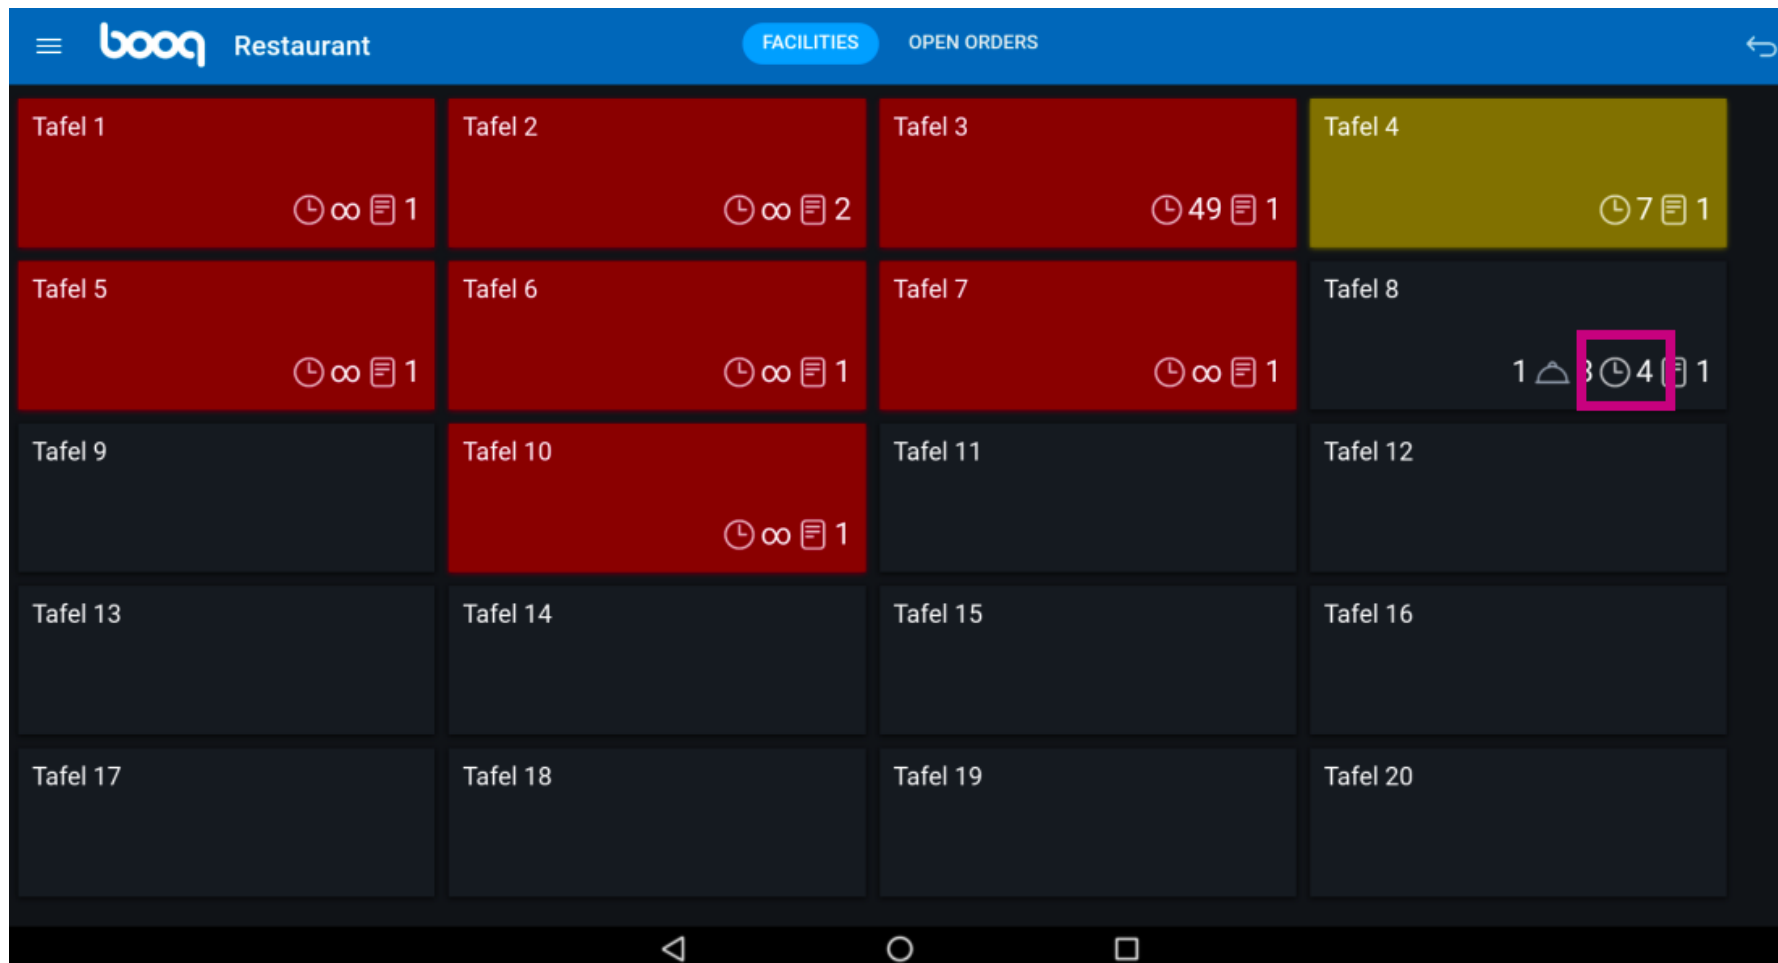 booq Restaurant FACILITIES OPEN ORDERS
Tafel 1 Tafel 2 Tafel 3 Tafel 4
∞ 1 ∞ 2 49 1 7 1
Tafel 5 Tafel 6 Tafel 7 Tafel 8
∞ 1 ∞ 1 ∞ 1 1 3 4 1
Tafel 9 Tafel 10 Tafel 11 Tafel 12
∞ 1
Tafel 13 Tafel 14 Tafel 15 Tafel 16
Tafel 17 Tafel 18 Tafel 19 Tafel 20